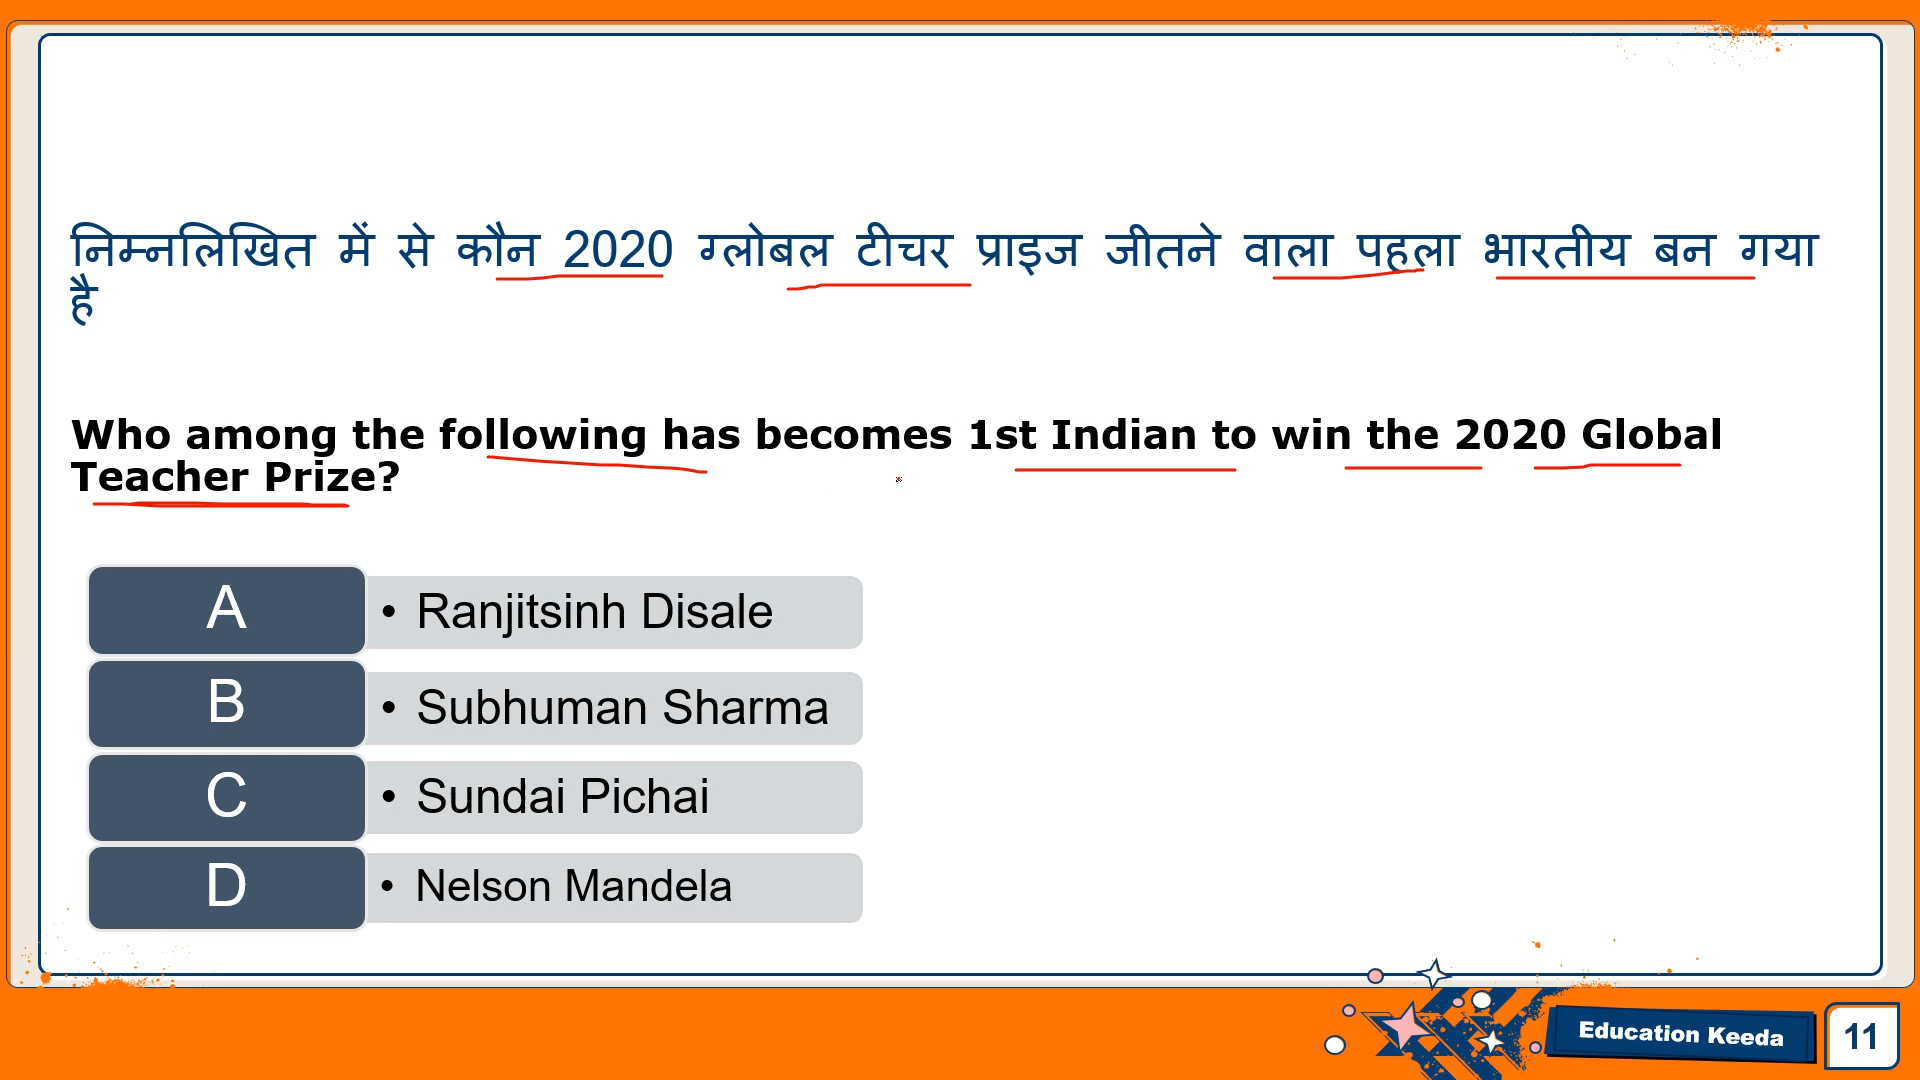 निम्नलिखित में से कौन 2020 ग्लोबल टीचर प्राइज जीतने वाला पहला भारतीय बन गया
है
Who among the following has becomes 1st Indian to win the 2020 Global
Teacher Prize?
A • Ranjitsinh Disale
B • Subhuman Sharma
C • Sundai Pichai
D • Nelson Mandela
Education Keeda 11